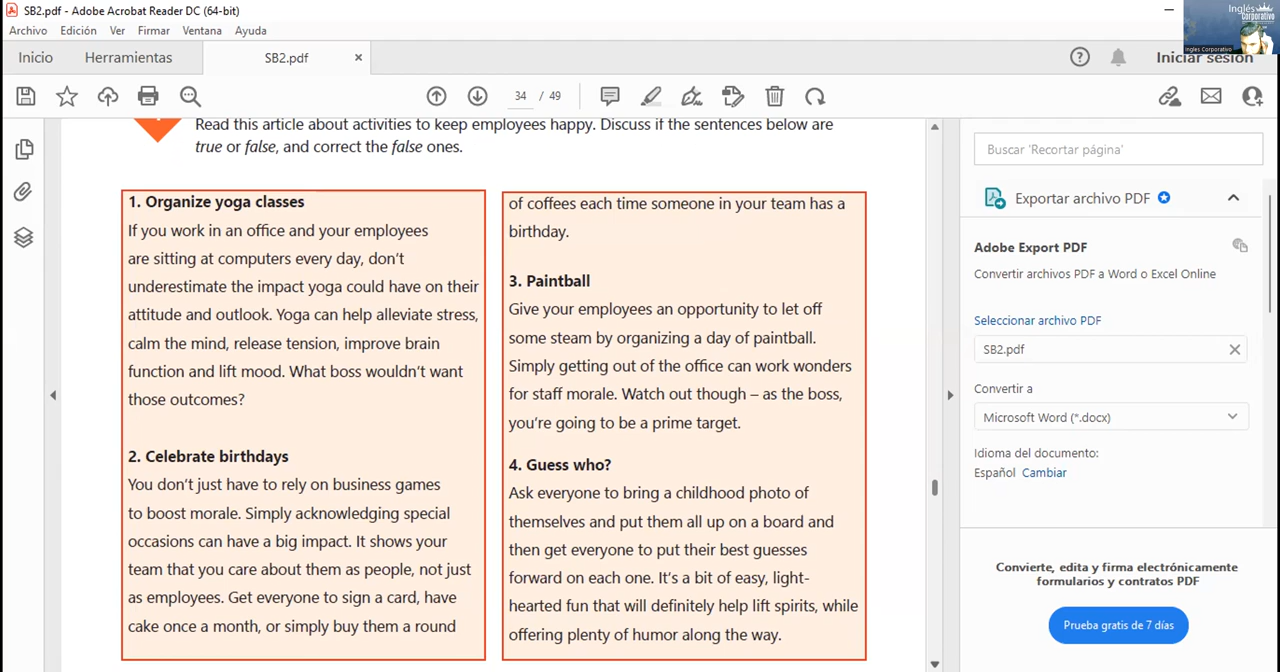 SB2.pdf - Adobe Acrobat Reader DC (64-bit)
Archivo Edición Ver Firmar Ventana Ayuda
Inglés
Corporativo
Ingles Corporativo
Inicio Herramientas SB2.pdf × Iniciar sesión
34 / 49
Read this article about activities to keep employees happy. Discuss if the sentences below are
true or false, and correct the false ones.
1. Organize yoga classes
If you work in an office and your employees
are sitting at computers every day, don’t
underestimate the impact yoga could have on their
attitude and outlook. Yoga can help alleviate stress,
calm the mind, release tension, improve brain
function and lift mood. What boss wouldn’t want
those outcomes?
2. Celebrate birthdays
You don’t just have to rely on business games
to boost morale. Simply acknowledging special
occasions can have a big impact. It shows your
team that you care about them as people, not just
as employees. Get everyone to sign a card, have
cake once a month, or simply buy them a round
of coffees each time someone in your team has a
birthday.
3. Paintball
Give your employees an opportunity to let off
some steam by organizing a day of paintball.
Simply getting out of the office can work wonders
for staff morale. Watch out though – as the boss,
you’re going to be a prime target.
4. Guess who?
Ask everyone to bring a childhood photo of
themselves and put them all up on a board and
then get everyone to put their best guesses
forward on each one. It’s a bit of easy, light-
hearted fun that will definitely help lift spirits, while
offering plenty of humor along the way.
Buscar 'Recortar página'
Exportar archivo PDF
Adobe Export PDF
Convertir archivos PDF a Word o Excel Online
Seleccionar archivo PDF
SB2.pdf
Convertir a
Microsoft Word (*.docx)
Idioma del documento:
Español Cambiar
Convierte, edita y firma electrónicamente
formularios y contratos PDF
Prueba gratis de 7 días